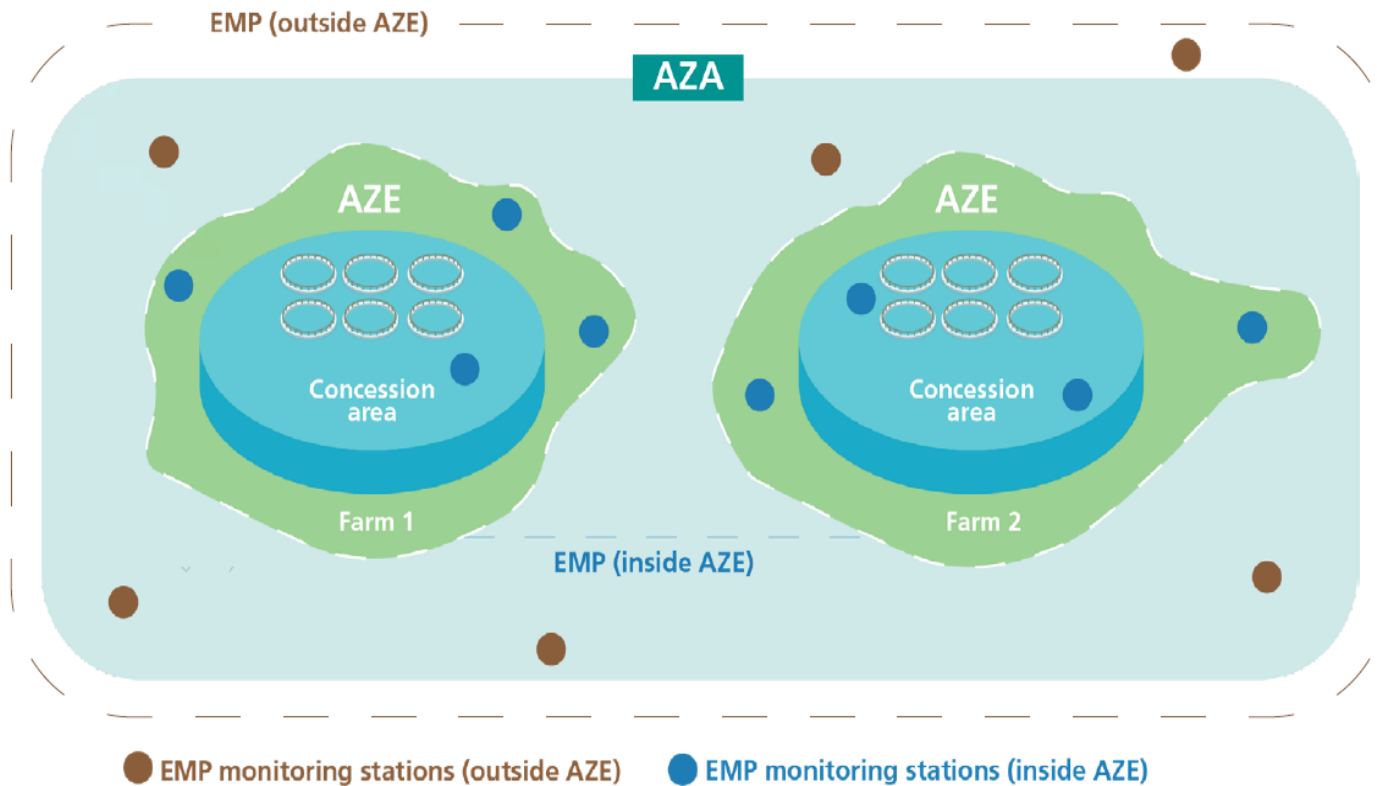 EMP (outside AZE)
AZA
AZE
AZE
Concession
area
Concession
area
Farm 1
Farm 2
EMP (inside AZE)
EMP monitoring stations (outside AZE)
EMP monitoring stations (inside AZE)